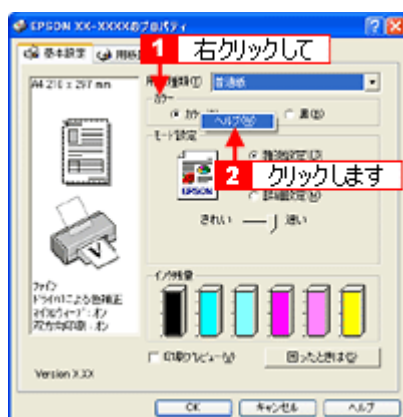 EPSON XX-XXXXのプロパティ
基本設定
1 右クリックして
A4 210 x 297 mm
用紙種類(T) 普通紙
カラー
黒(K)
ヘルプ(H)
モード設定
推奨設定(U)
2 クリックします
EPSON
詳細設定(N)
きれい 速い
ファイン
ドライバによる色補正
マイクロウィーブ:オン
双方向印刷:オン
インク残量
印刷プレビュー(W)
困ったときは(Q)
Version X.XX
OK キャンセル ヘルプ